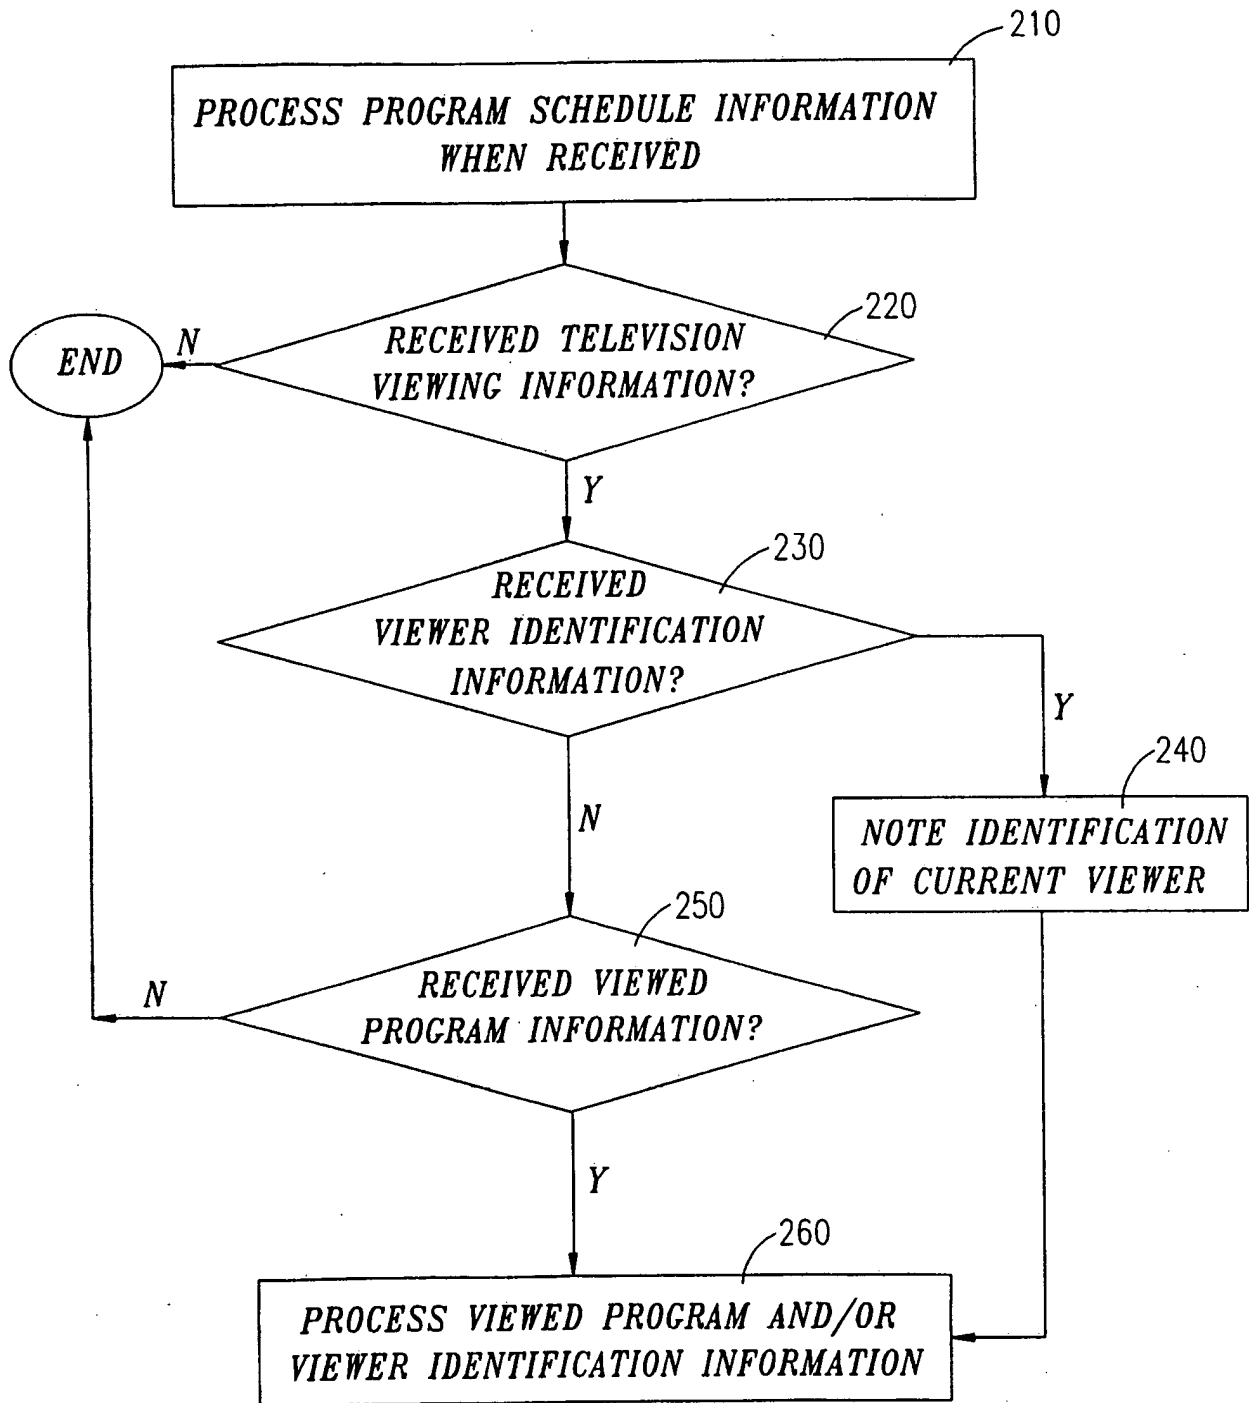 210
PROCESS PROGRAM SCHEDULE INFORMATION
WHEN RECEIVED
220
RECEIVED TELEVISION
VIEWING INFORMATION?
N
END
Y
230
RECEIVED
VIEWER IDENTIFICATION
INFORMATION?
Y
240
NOTE IDENTIFICATION
OF CURRENT VIEWER
N
250
RECEIVED VIEWED
PROGRAM INFORMATION?
N
Y
260
PROCESS VIEWED PROGRAM AND/OR
VIEWER IDENTIFICATION INFORMATION